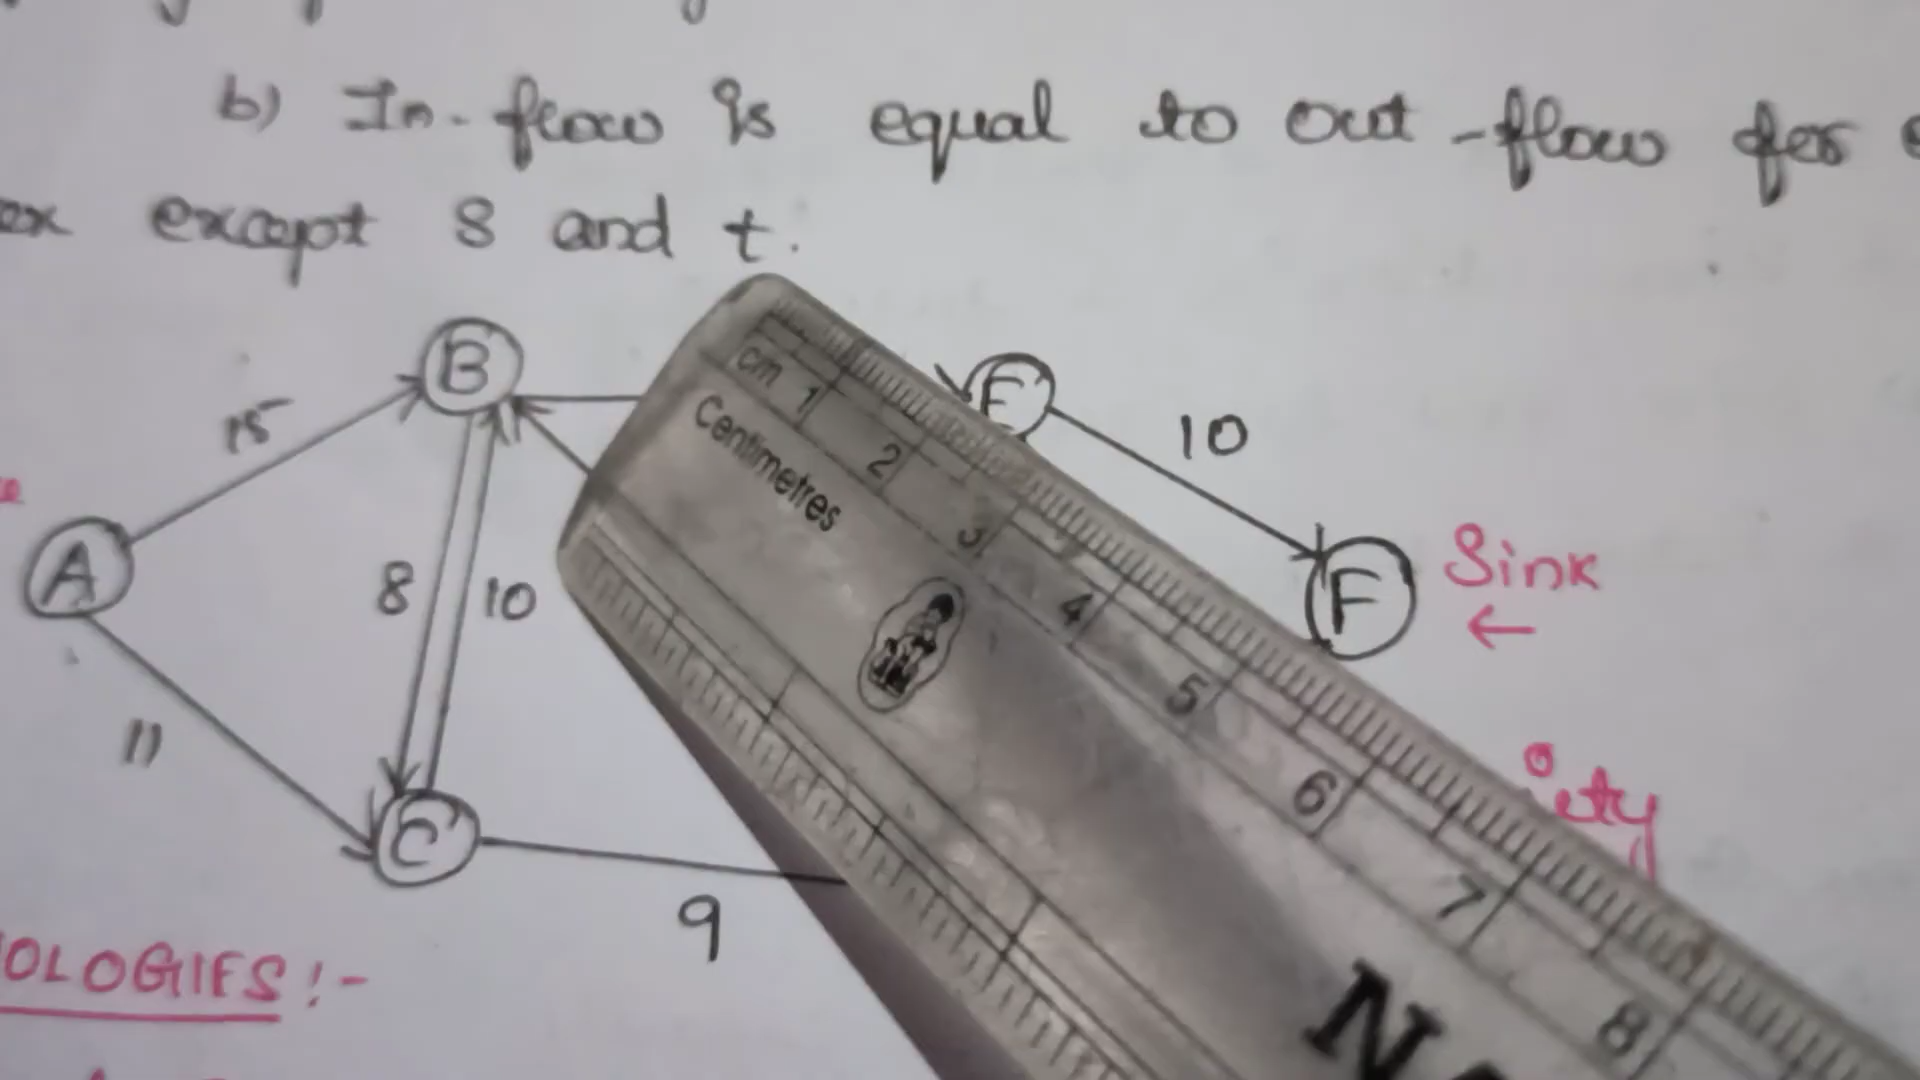 b) In-flow is equal to out-flow for
except s and t.
B
E
cm 1 2 3 4 5 6 7 8
Centimetres
15
10
A
8
10
F
Sink
←
11
C
9